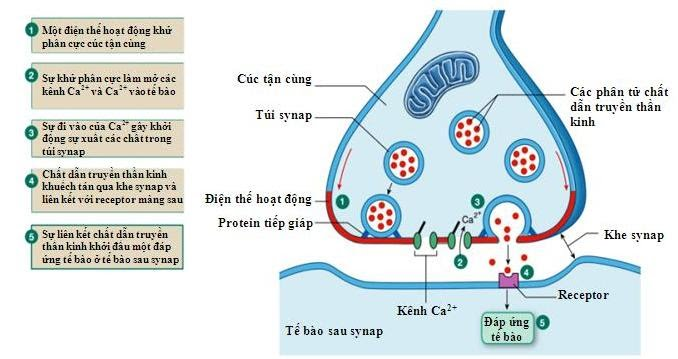 1 Một điện thế hoạt động khử
phân cực cúc tận cùng
2 Sự khử phân cực làm mở các
kênh Ca²⁺ và Ca²⁺ vào tế bào
3 Sự đi vào của Ca²⁺ gây khởi
động sự xuất các chất trong
túi synap
4 Chất dẫn truyền thần kinh
khuếch tán qua khe synap và
liên kết với receptor màng sau
5 Sự liên kết chất dẫn truyền
thần kinh khởi đầu một đáp
ứng tế bào ở tế bào sau synap
Cúc tận cùng
Túi synap
Các phân tử chất
dẫn truyền thần
kinh
Điện thế hoạt động
1
3
Ca²⁺
Protein tiếp giáp
Khe synap
2
4
Kênh Ca²⁺
Receptor
Tế bào sau synap
Đáp ứng
tế bào
5